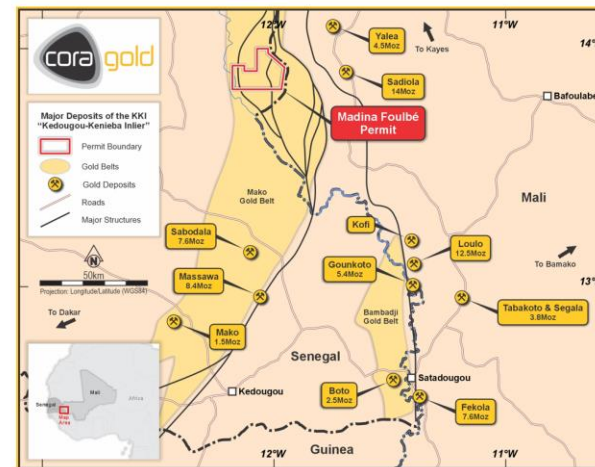 cora gold
Major Deposits of the KKI
"Kedougou-Kenieba Inlier"
Permit Boundary
Gold Belts
Gold Deposits
Roads
Major Structures
N
50km
Projection: Longitude/Latitude (WGS84)
To Dakar
Senegal
Mali
Africa
Map
Area
12°W
11°W
14°
Yalea
4.5Moz
To Kayes
Sadiola
14Moz
Bafoulabe
Madina Foulbé
Permit
Mali
Mako
Gold Belt
Sabodala
7.6Moz
Kofi
Loulo
12.5Moz
To Bamako
Gounkoto
5.4Moz
Massawa
8.4Moz
13°
Tabakoto & Segala
3.8Moz
Bambadji
Gold Belt
Mako
1.5Moz
Senegal
Kedougou
Boto
2.5Moz
Satadougou
Fekola
7.6Moz
Guinea
12°W
11°W